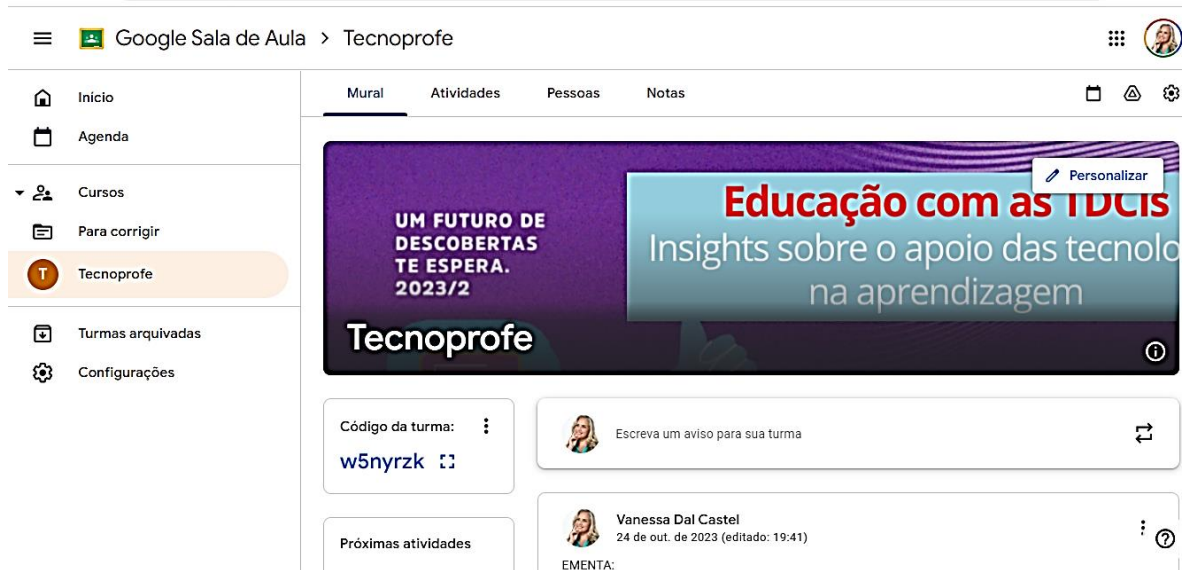 Google Sala de Aula > Tecnoprofe
Início
Agenda
Cursos
Para corrigir
T Tecnoprofe
Turmas arquivadas
Configurações
Mural Atividades Pessoas Notas
Personalizar
UM FUTURO DE
DESCOBERTAS
TE ESPERA.
2023/2
Educação com as TDCIs
Insights sobre o apoio das tecnolo
na aprendizagem
Tecnoprofe
Código da turma:
w5nyrzk
Escreva um aviso para sua turma
Próximas atividades
Vanessa Dal Castel
24 de out. de 2023 (editado: 19:41)
EMENTA: